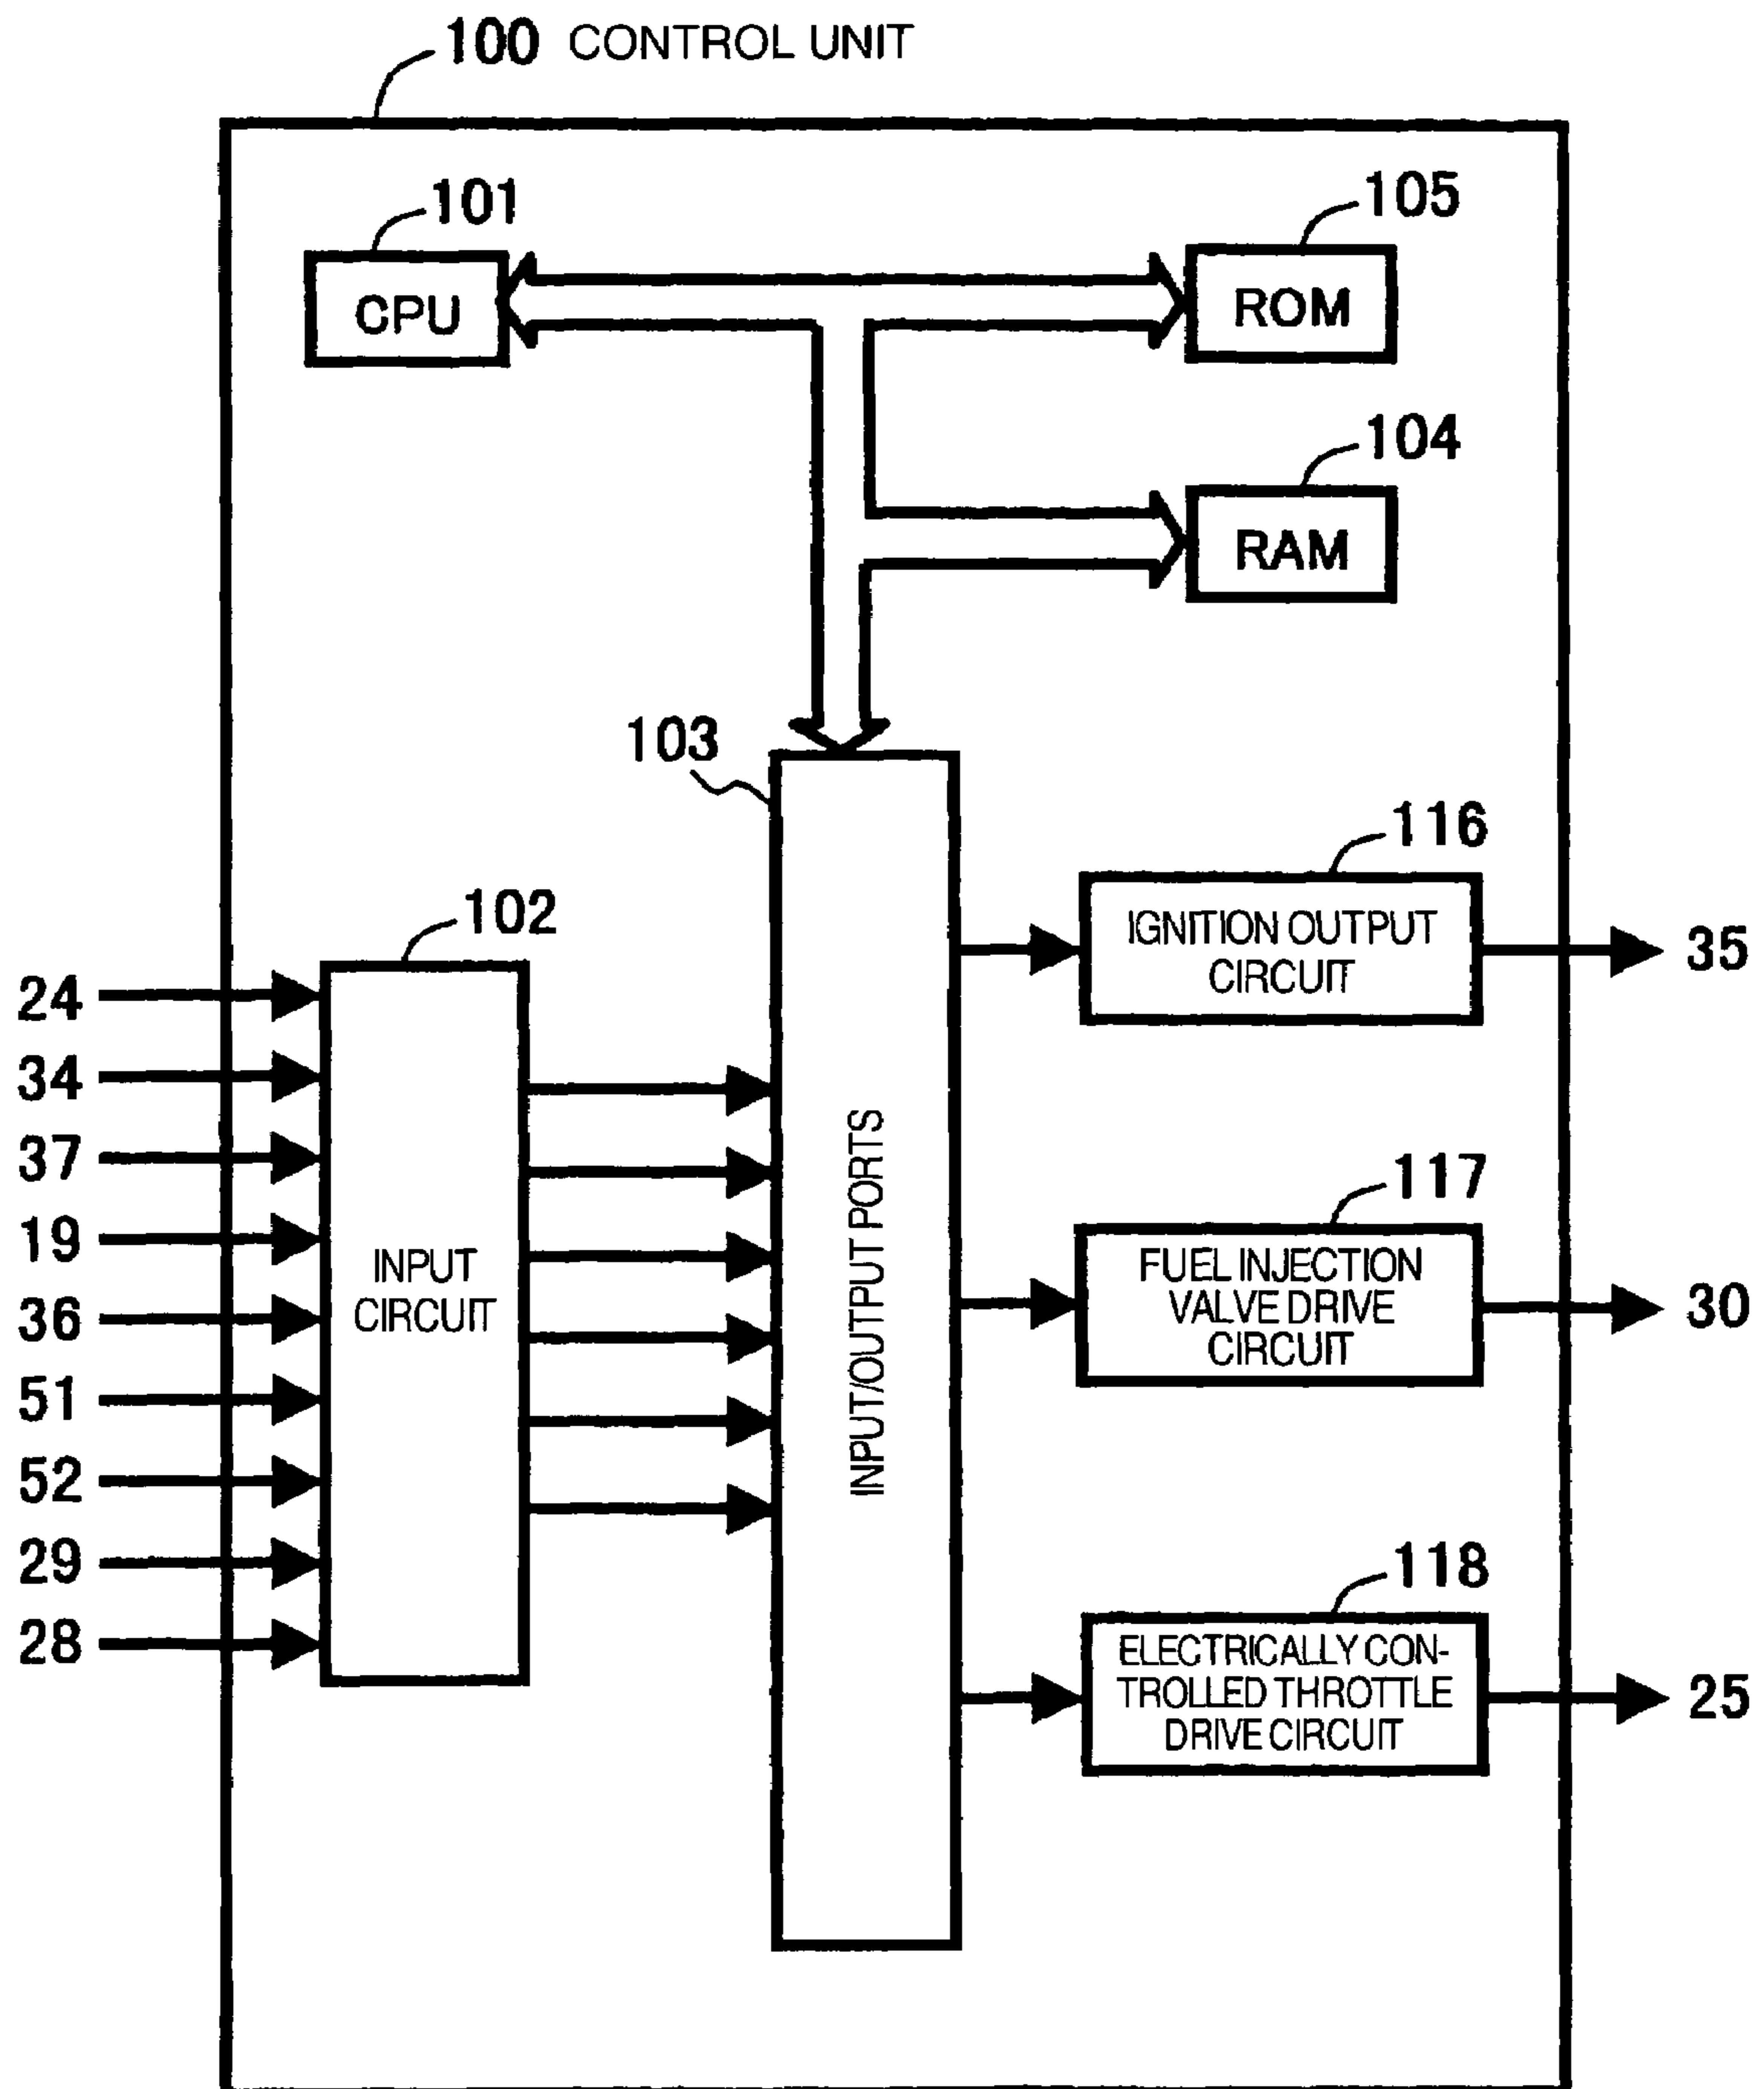 100 CONTROL UNIT
101
105
CPU
ROM
104
RAM
103
116
102
IGNITION OUTPUT
CIRCUIT
35
24
34
37
19
36
51
52
29
28
INPUT
CIRCUIT
INPUT/OUTPUT PORTS
117
FUEL INJECTION
VALVE DRIVE
CIRCUIT
30
118
ELECTRICALLY CON-
TROLLED THROTTLE
DRIVE CIRCUIT
25